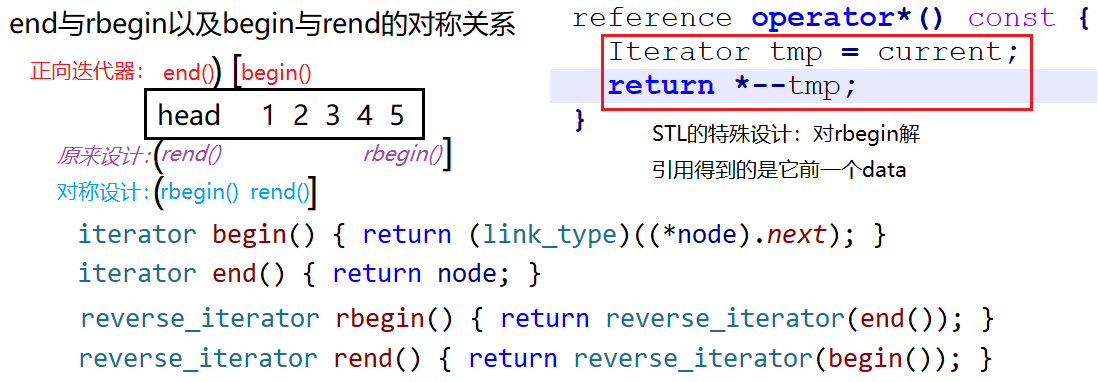 end与rbegin以及begin与rend的对称关系
正向迭代器： end()) [begin()
head 1 2 3 4 5
原来设计:(rend() rbegin()]
对称设计:(rbegin() rend()]
reference operator*() const {
Iterator tmp = current;
return *--tmp;
}
STL的特殊设计：对rbegin解
引用得到的是它前一个data
iterator begin() { return (link_type)((*node).next); }
iterator end() { return node; }
reverse_iterator rbegin() { return reverse_iterator(end()); }
reverse_iterator rend() { return reverse_iterator(begin()); }